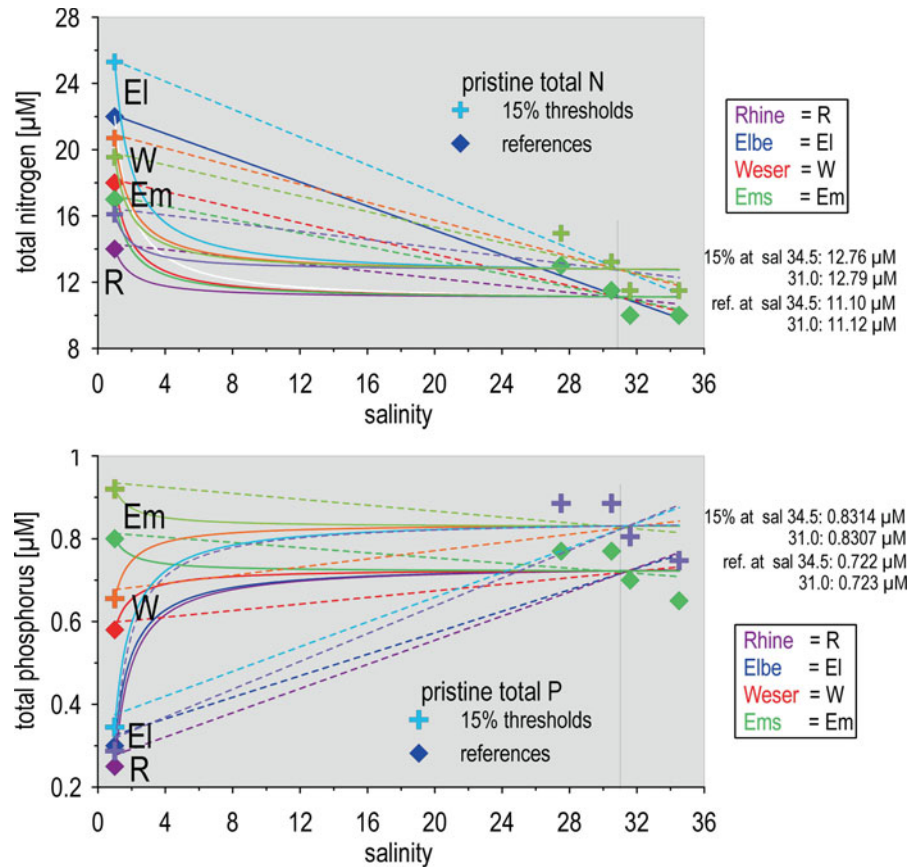 28
24
20
16
12
8
total nitrogen [µM]
El
W
Em
R
pristine total N
15% thresholds
references
0 4 8 12 16 20 24 28 32 36
salinity
Rhine = R
Elbe = El
Weser = W
Ems = Em
15% at sal 34.5: 12.76 µM
31.0: 12.79 µM
ref. at sal 34.5: 11.10 µM
31.0: 11.12 µM
1
0.8
0.6
0.4
0.2
total phosphorus [µM]
Em
W
El
R
pristine total P
15% thresholds
references
0 4 8 12 16 20 24 28 32 36
salinity
15% at sal 34.5: 0.8314 µM
31.0: 0.8307 µM
ref. at sal 34.5: 0.722 µM
31.0: 0.723 µM
Rhine = R
Elbe = El
Weser = W
Ems = Em